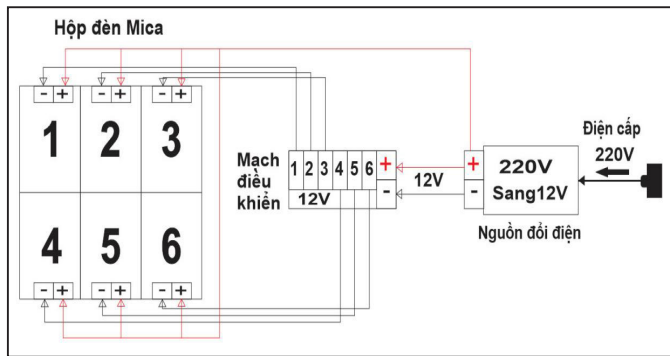 Hộp đèn Mica
- + - + - +
1 2 3
4 5 6
- + - + - +
Mạch
điều
khiển
1 2 3 4 5 6 +
12V -
12V
+
-
220V
Sang12V
Nguồn đổi điện
Điện cấp
220V